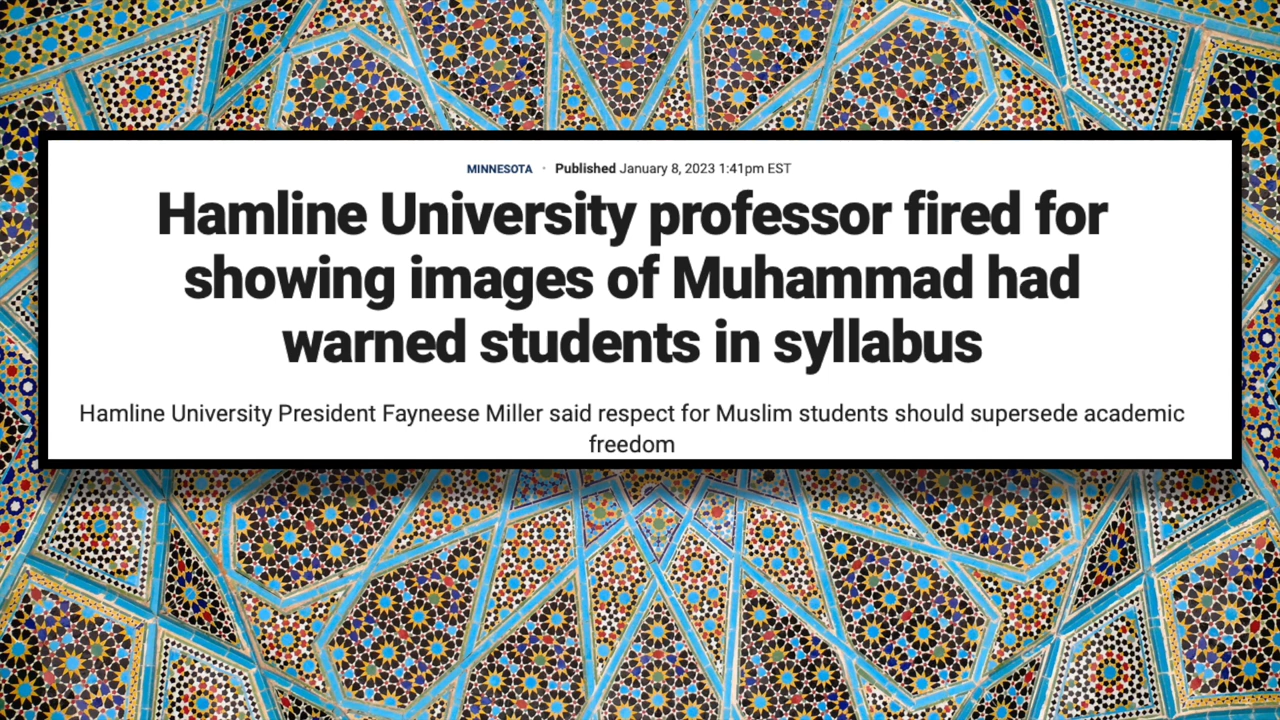 MINNESOTA · Published January 8, 2023 1:41pm EST
Hamline University professor fired for
showing images of Muhammad had
warned students in syllabus
Hamline University President Fayneese Miller said respect for Muslim students should supersede academic
freedom